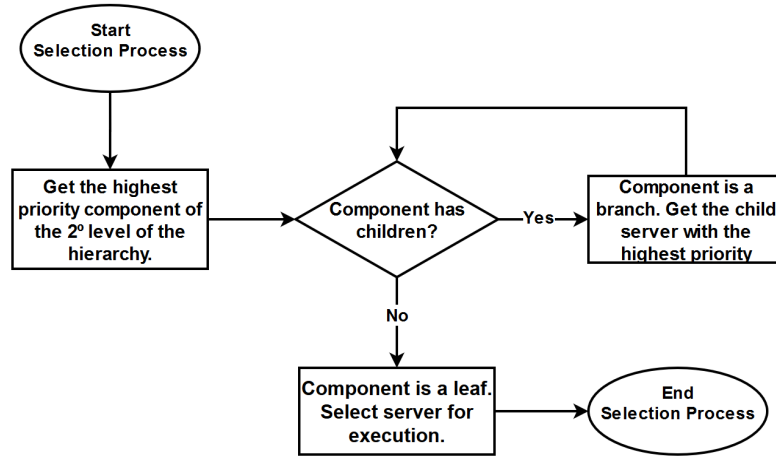 Start
Selection Process
Get the highest
priority component of
the 2º level of the
hierarchy.
Component has
children?
Yes
Component is a
branch. Get the child
server with the
highest priority
No
Component is a leaf.
Select server for
execution.
End
Selection Process